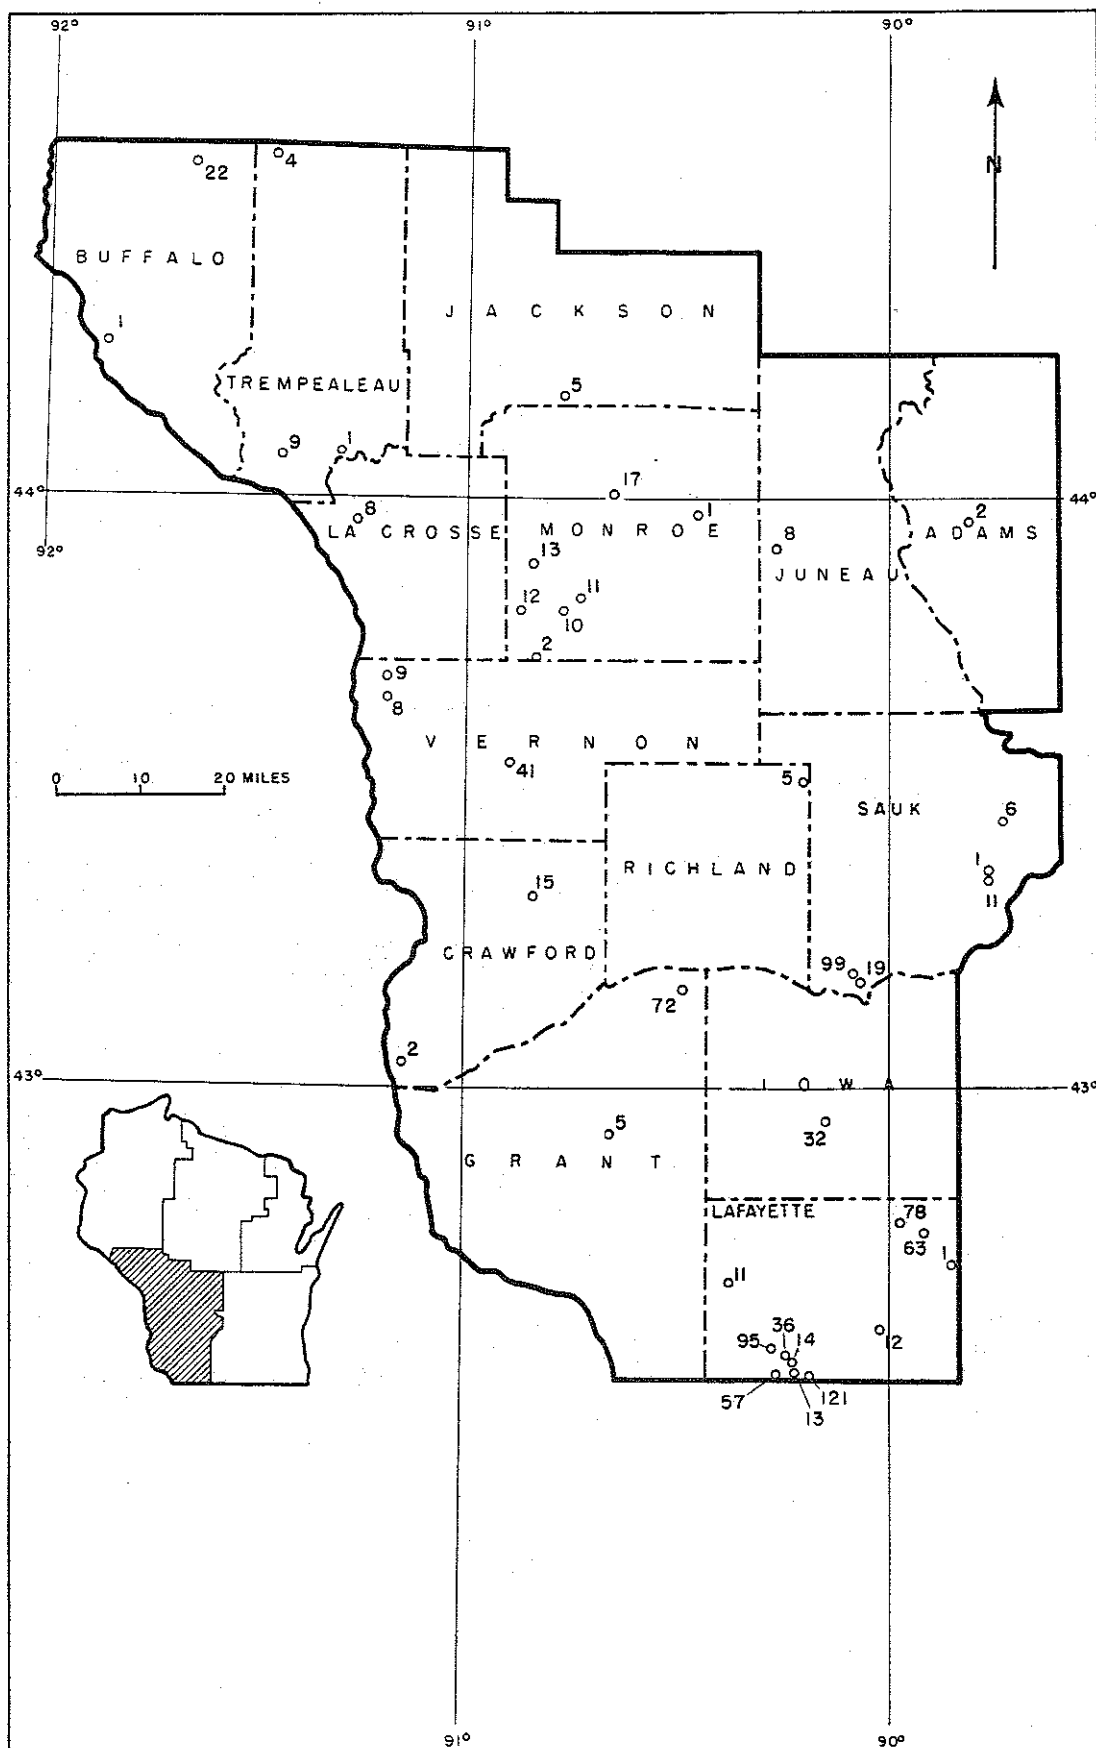 92° 91° 90°
N
4
22
BUFFALO
JACKSON
1
TREMPEALEAU
5
9 1
17
44° 44°
8 1 2
LA CROSSE MONROE ADAMS
92°
13 8
JUNEAU
12 11
10
2
9
8
VERNON
41
0 10 20 MILES
5
SAUK
6
RICHLAND
1
15
11
CRAWFORD
99 19
72
2
43° 43°
IOWA
5
32
GRANT
LAFAYETTE
78
63
1
11
36
95 14 12
57 121
13
91° 90°